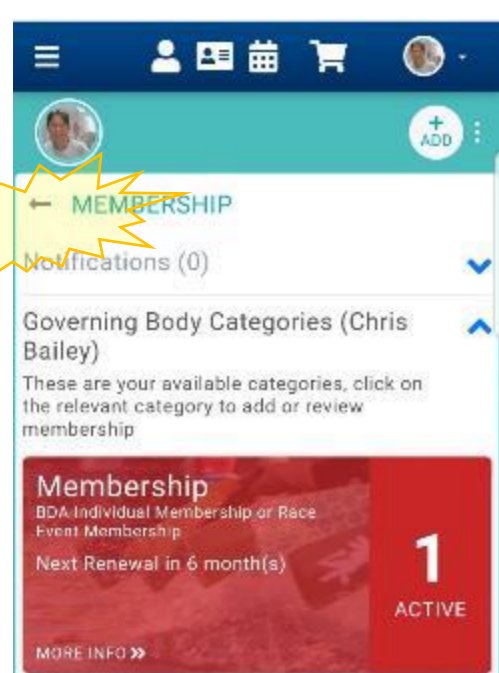 +
ADD
← MEMBERSHIP
Notifications (0)
Governing Body Categories (Chris
Bailey)
These are your available categories, click on
the relevant category to add or review
membership
Membership
BDA Individual Membership or Race
Event Membership
Next Renewal in 6 month(s)
1
ACTIVE
MORE INFO »